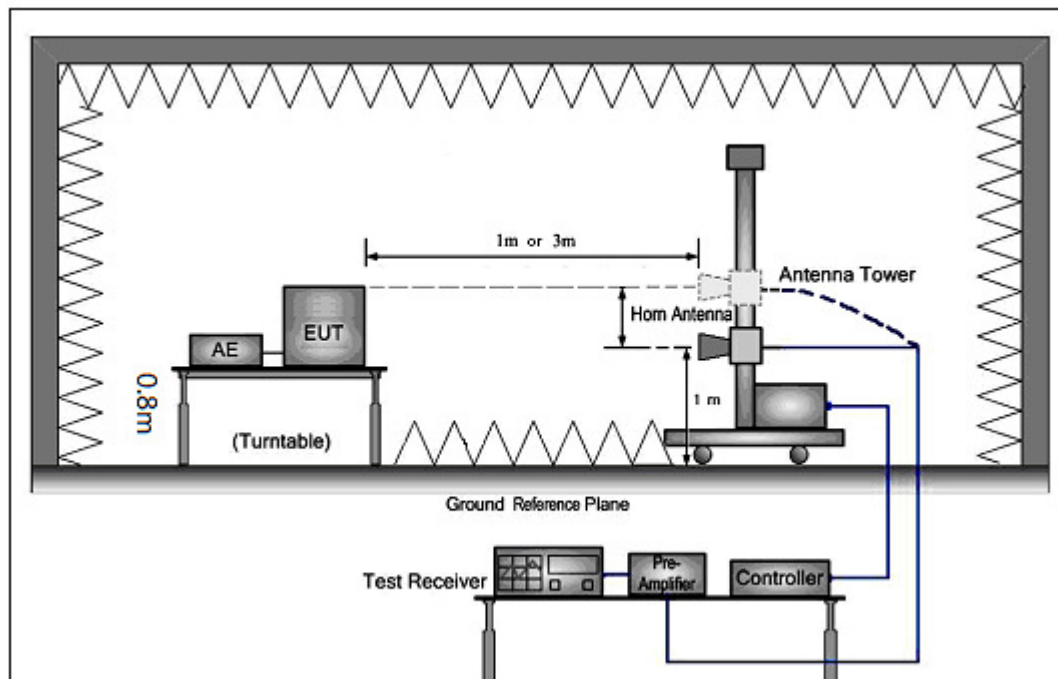 1m or 3m
Antenna Tower
Horn Antenna
EUT
AE
1 m
0.8m
(Turntable)
Ground Reference Plane
Test Receiver
Pre-
Amplifier
Controller